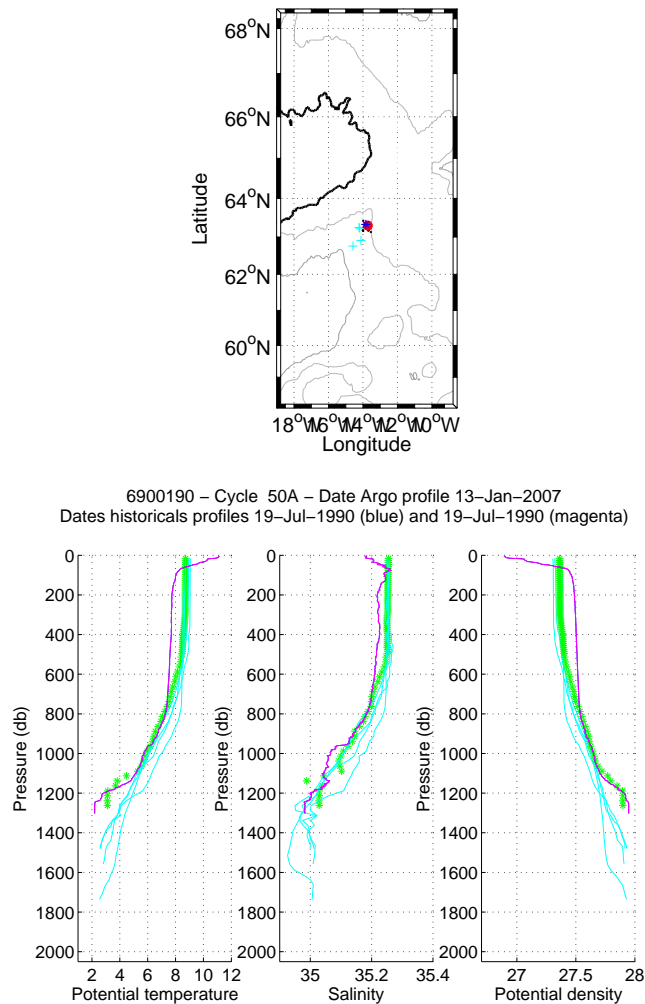 68°N
66°N
64°N
62°N
60°N
Latitude
18°W 16°W 14°W 12°W 10°W
Longitude
6900190 − Cycle 50A − Date Argo profile 13−Jan−2007
Dates historicals profiles 19−Jul−1990 (blue) and 19−Jul−1990 (magenta)
0
200
400
600
800
1000
1200
1400
1600
1800
2000
Pressure (db)
2 4 6 8 10 12
Potential temperature
0
200
400
600
800
1000
1200
1400
1600
1800
2000
Pressure (db)
35 35.2 35.4
Salinity
0
200
400
600
800
1000
1200
1400
1600
1800
2000
Pressure (db)
27 27.5 28
Potential density